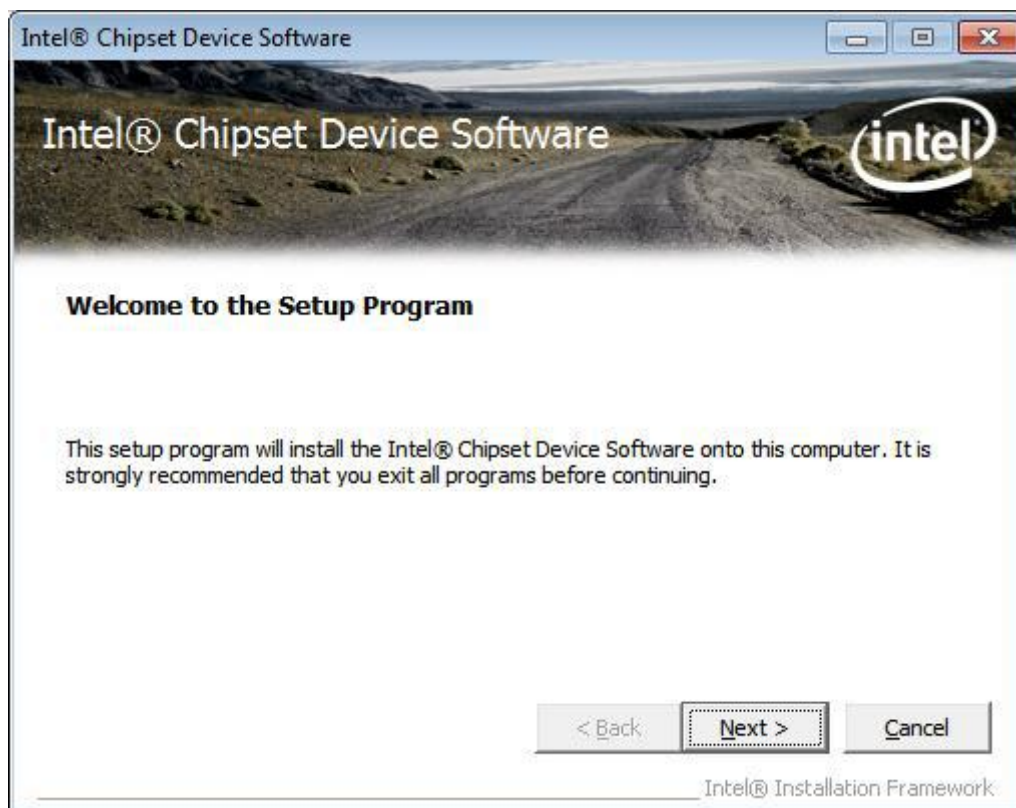 Intel® Chipset Device Software
Intel® Chipset Device Software
intel
Welcome to the Setup Program
This setup program will install the Intel® Chipset Device Software onto this computer. It is
strongly recommended that you exit all programs before continuing.
< Back Next > Cancel
Intel® Installation Framework